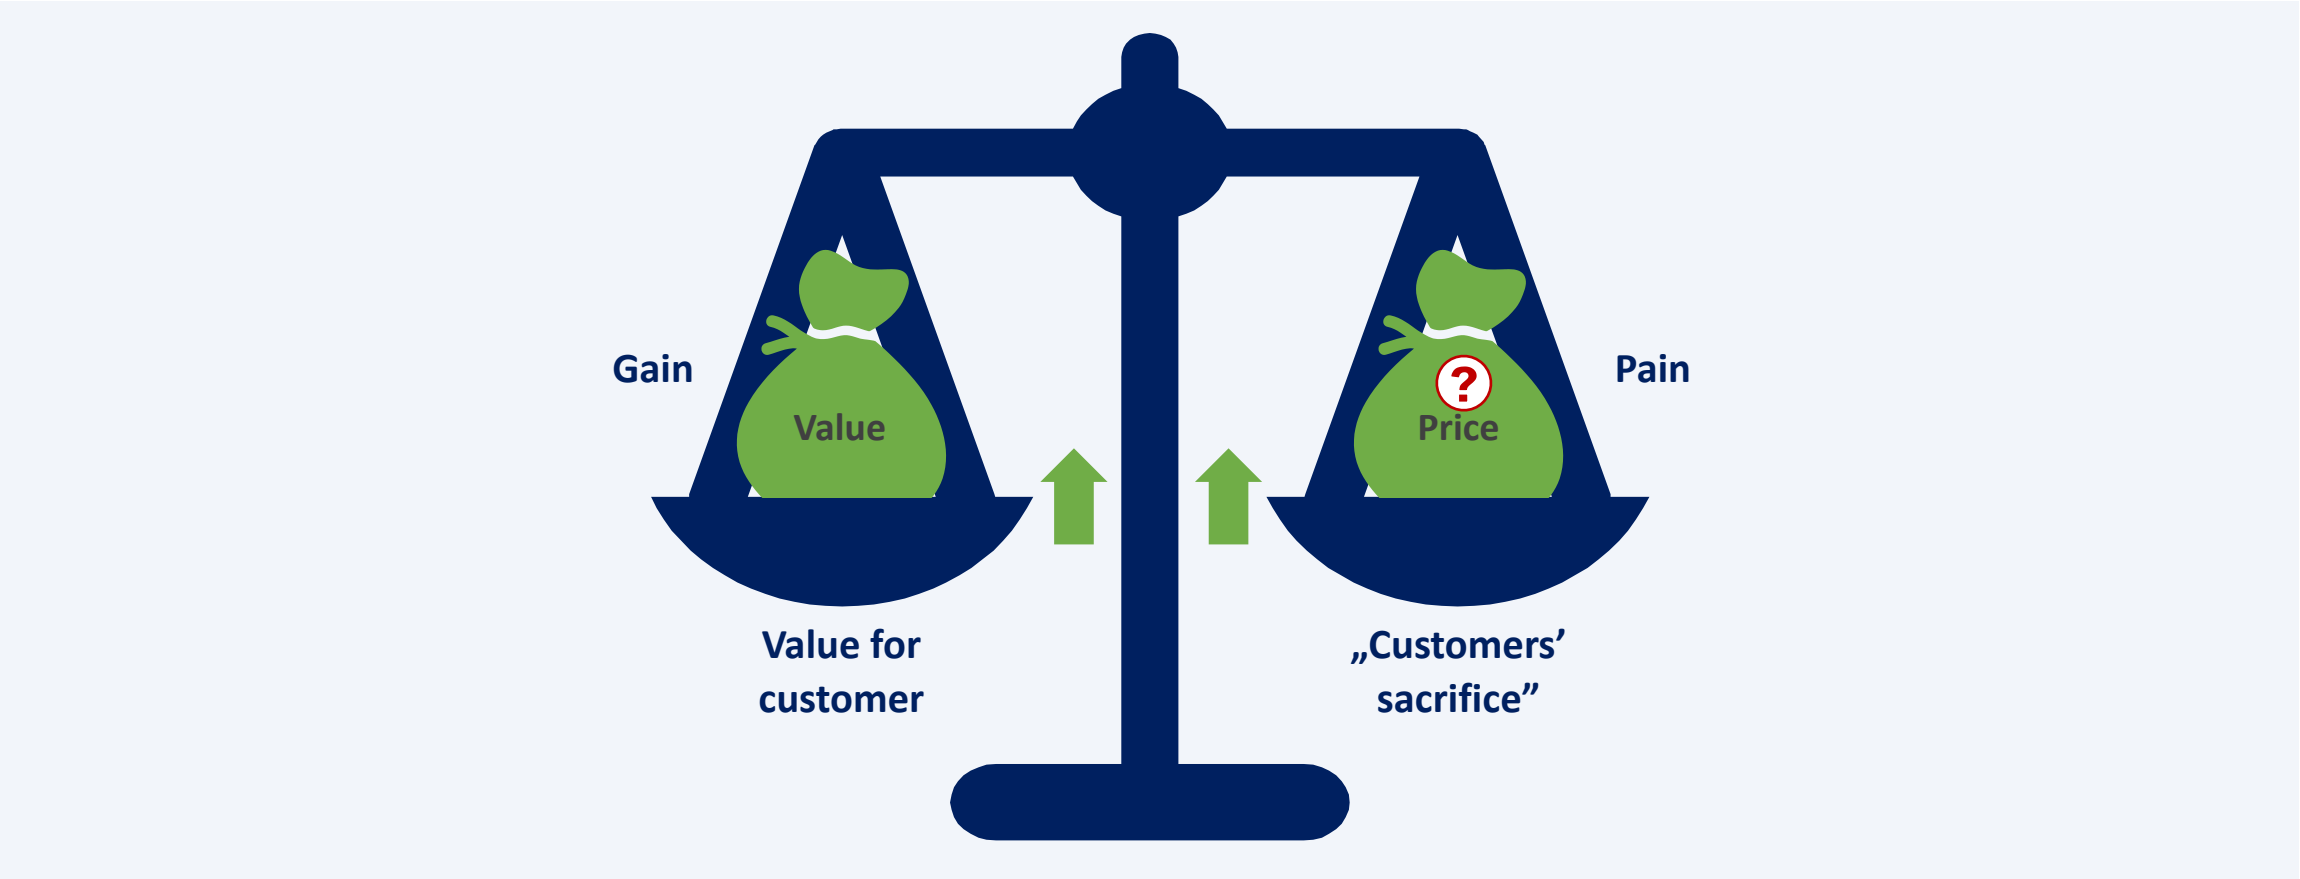 Gain
Value
?
Price
Pain
Value for
customer
„Customers’
sacrifice”